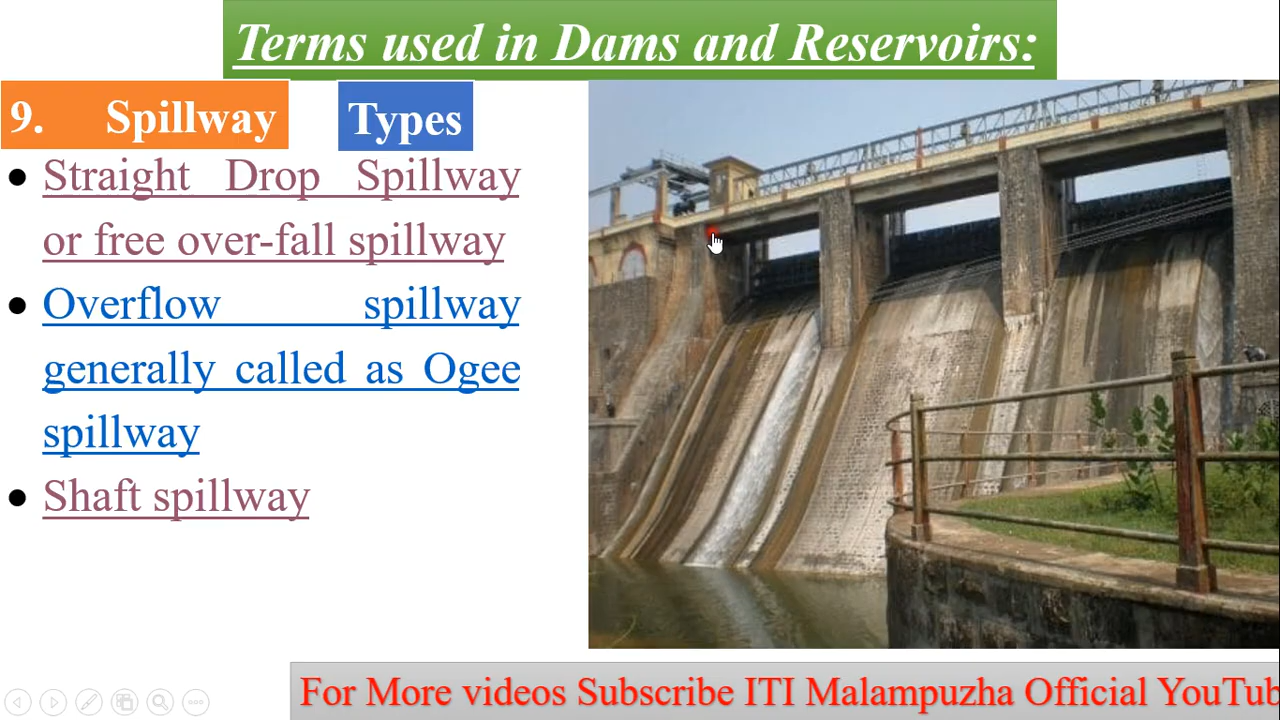 Terms used in Dams and Reservoirs:
9. Spillway Types
● Straight Drop Spillway
or free over-fall spillway
● Overflow spillway
generally called as Ogee
spillway
● Shaft spillway
For More videos Subscribe ITI Malampuzha Official YouTub